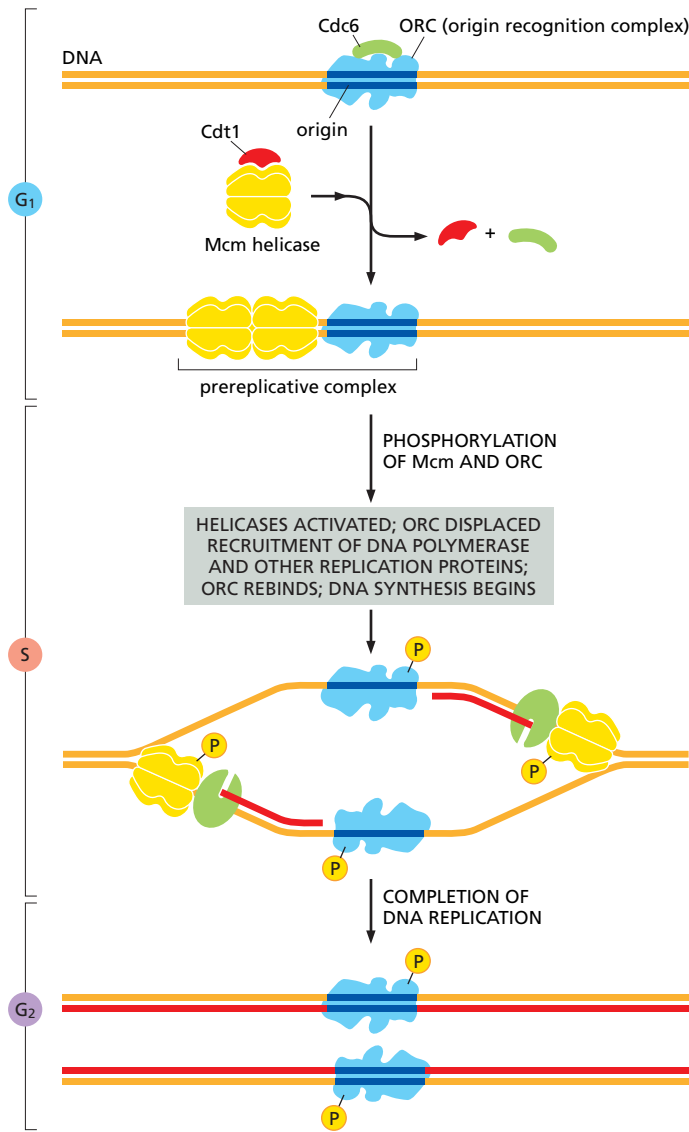 Cdc6
ORC (origin recognition complex)
DNA
origin
Cdt1
G1
Mcm helicase
+
prereplicative complex
PHOSPHORYLATION
OF Mcm AND ORC
HELICASES ACTIVATED; ORC DISPLACED
RECRUITMENT OF DNA POLYMERASE
AND OTHER REPLICATION PROTEINS;
ORC REBINDS; DNA SYNTHESIS BEGINS
S
P
P
P
P
COMPLETION OF
DNA REPLICATION
P
G2
P